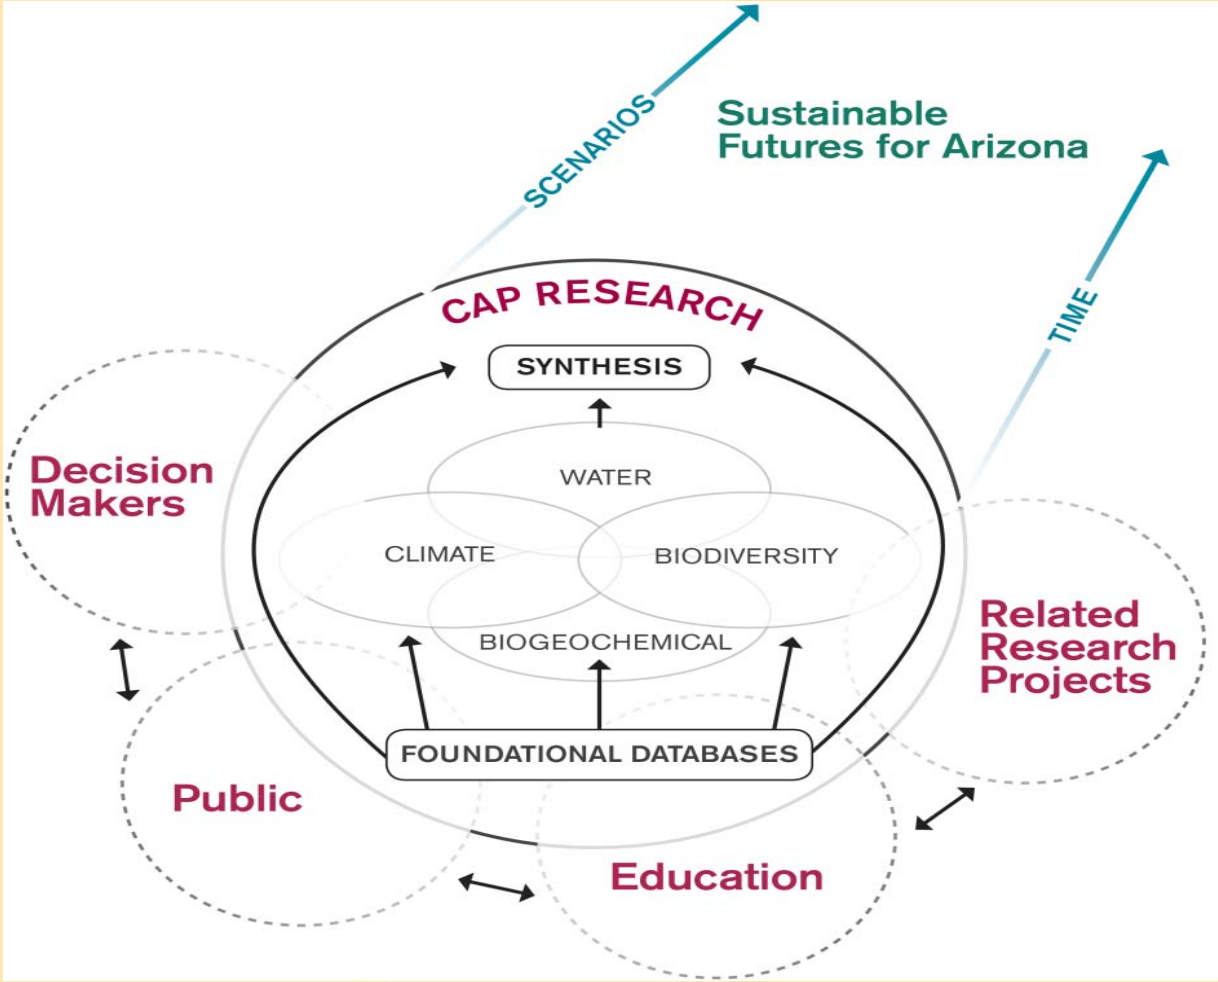 SCENARIOS
Sustainable
Futures for Arizona
TIME
CAP RESEARCH
SYNTHESIS
WATER
Decision
Makers
CLIMATE
BIODIVERSITY
BIOGEOCHEMICAL
Related
Research
Projects
FOUNDATIONAL DATABASES
Public
Education